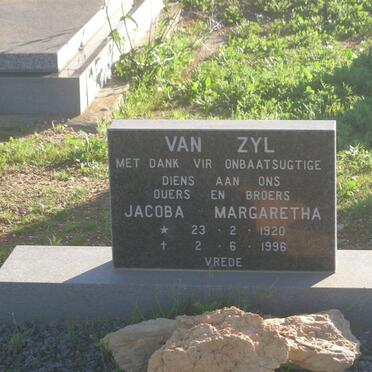 VAN ZYL
MET DANK VIR ONBAATSUGTIGE
DIENS AAN ONS
OUERS EN BROERS
JACOBA MARGARETHA
★ 23 - 2 - 1920
✝ 2 - 6 - 1996
VREDE